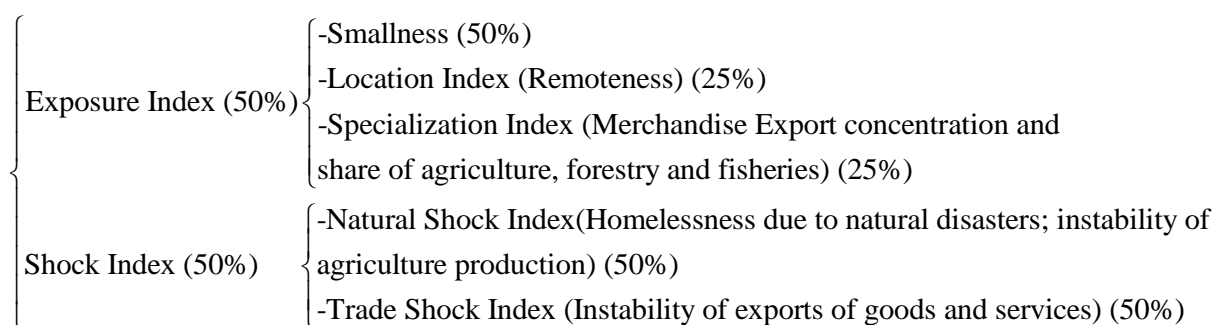 Exposure Index (50%)
-Smallness (50%)
-Location Index (Remoteness) (25%)
-Specialization Index (Merchandise Export concentration and
share of agriculture, forestry and fisheries) (25%)
Shock Index (50%)
-Natural Shock Index(Homelessness due to natural disasters; instability of
agriculture production) (50%)
-Trade Shock Index (Instability of exports of goods and services) (50%)